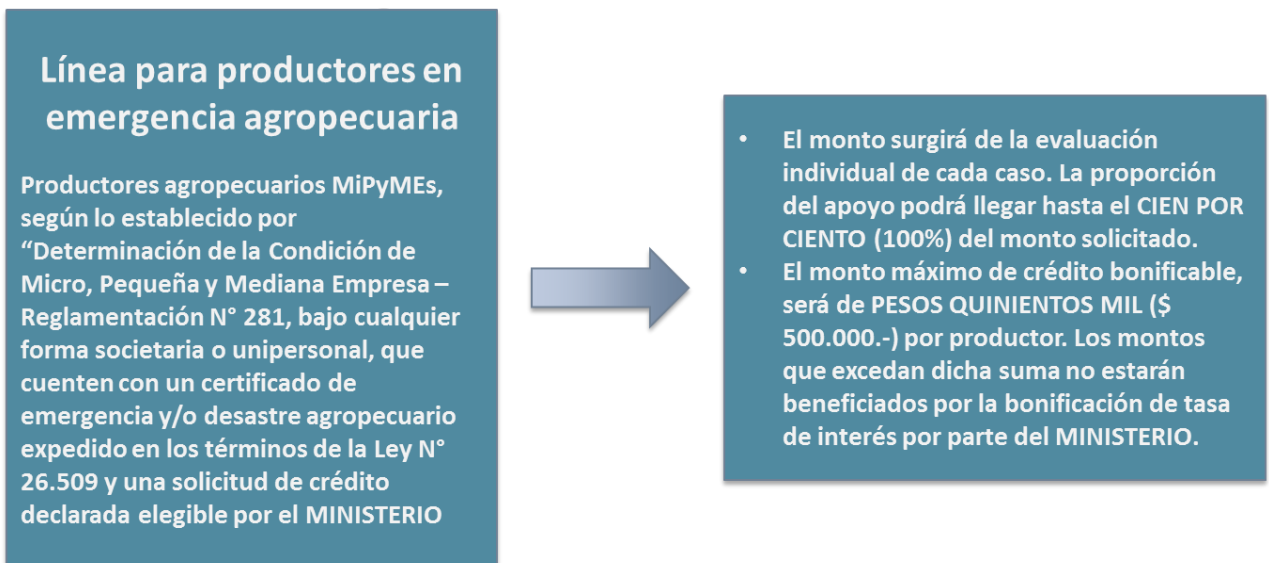 Línea para productores en
emergencia agropecuaria
Productores agropecuarios MiPyMEs,
según lo establecido por
“Determinación de la Condición de
Micro, Pequeña y Mediana Empresa –
Reglamentación N° 281, bajo cualquier
forma societaria o unipersonal, que
cuenten con un certificado de
emergencia y/o desastre agropecuario
expedido en los términos de la Ley N°
26.509 y una solicitud de crédito
declarada elegible por el MINISTERIO
• El monto surgirá de la evaluación
individual de cada caso. La proporción
del apoyo podrá llegar hasta el CIEN POR
CIENTO (100%) del monto solicitado.
• El monto máximo de crédito bonificable,
será de PESOS QUINIENTOS MIL ($
500.000.-) por productor. Los montos
que excedan dicha suma no estarán
beneficiados por la bonificación de tasa
de interés por parte del MINISTERIO.